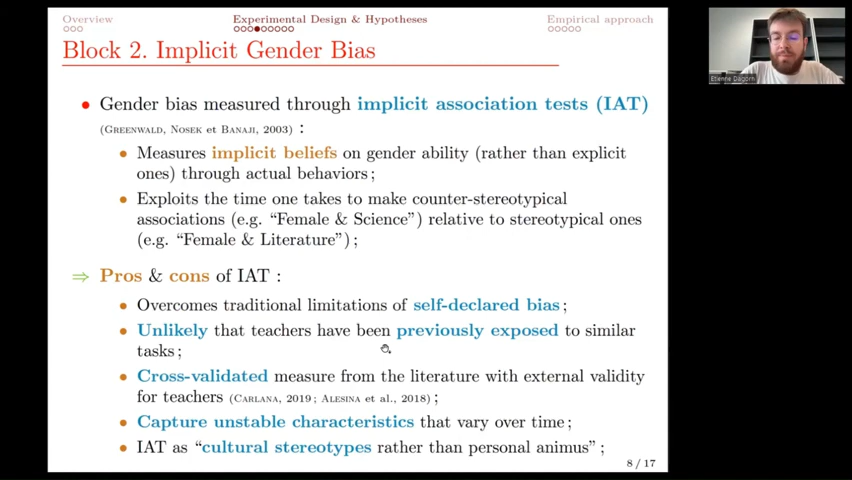 Overview
Experimental Design & Hypotheses
Empirical approach
Block 2. Implicit Gender Bias
Etienne Dagorn
• Gender bias measured through implicit association tests (IAT)
(Greenwald, Nosek et Banaji, 2003) :
• Measures implicit beliefs on gender ability (rather than explicit
ones) through actual behaviors ;
• Exploits the time one takes to make counter-stereotypical
associations (e.g. “Female & Science”) relative to stereotypical ones
(e.g. “Female & Literature”) ;
⇒ Pros & cons of IAT :
• Overcomes traditional limitations of self-declared bias ;
• Unlikely that teachers have been previously exposed to similar
tasks ;
• Cross-validated measure from the literature with external validity
for teachers (Carlana, 2019 ; Alesina et al., 2018) ;
• Capture unstable characteristics that vary over time ;
• IAT as “cultural stereotypes rather than personal animus” ;
8 / 17